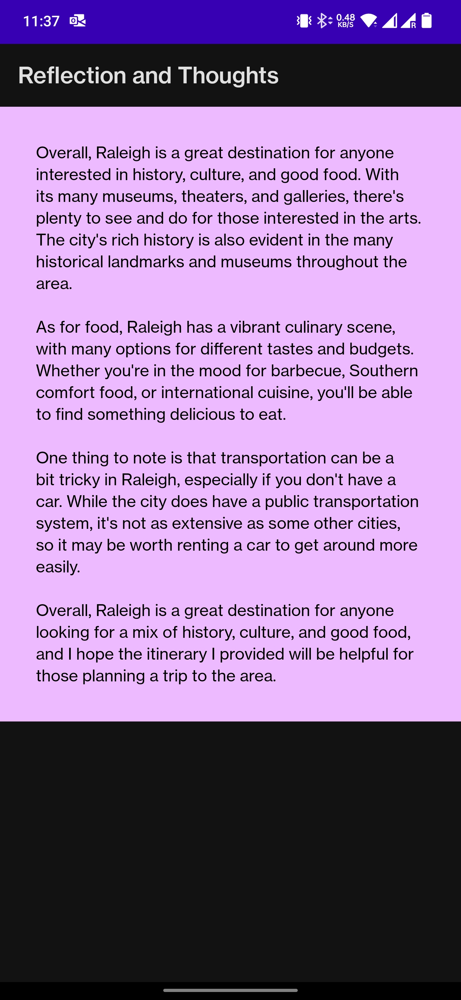 11:37
0.48
KB/S
R
Reflection and Thoughts
Overall, Raleigh is a great destination for anyone
interested in history, culture, and good food. With
its many museums, theaters, and galleries, there's
plenty to see and do for those interested in the arts.
The city's rich history is also evident in the many
historical landmarks and museums throughout the
area.
As for food, Raleigh has a vibrant culinary scene,
with many options for different tastes and budgets.
Whether you're in the mood for barbecue, Southern
comfort food, or international cuisine, you'll be able
to find something delicious to eat.
One thing to note is that transportation can be a
bit tricky in Raleigh, especially if you don't have a
car. While the city does have a public transportation
system, it's not as extensive as some other cities,
so it may be worth renting a car to get around more
easily.
Overall, Raleigh is a great destination for anyone
looking for a mix of history, culture, and good food,
and I hope the itinerary I provided will be helpful for
those planning a trip to the area.